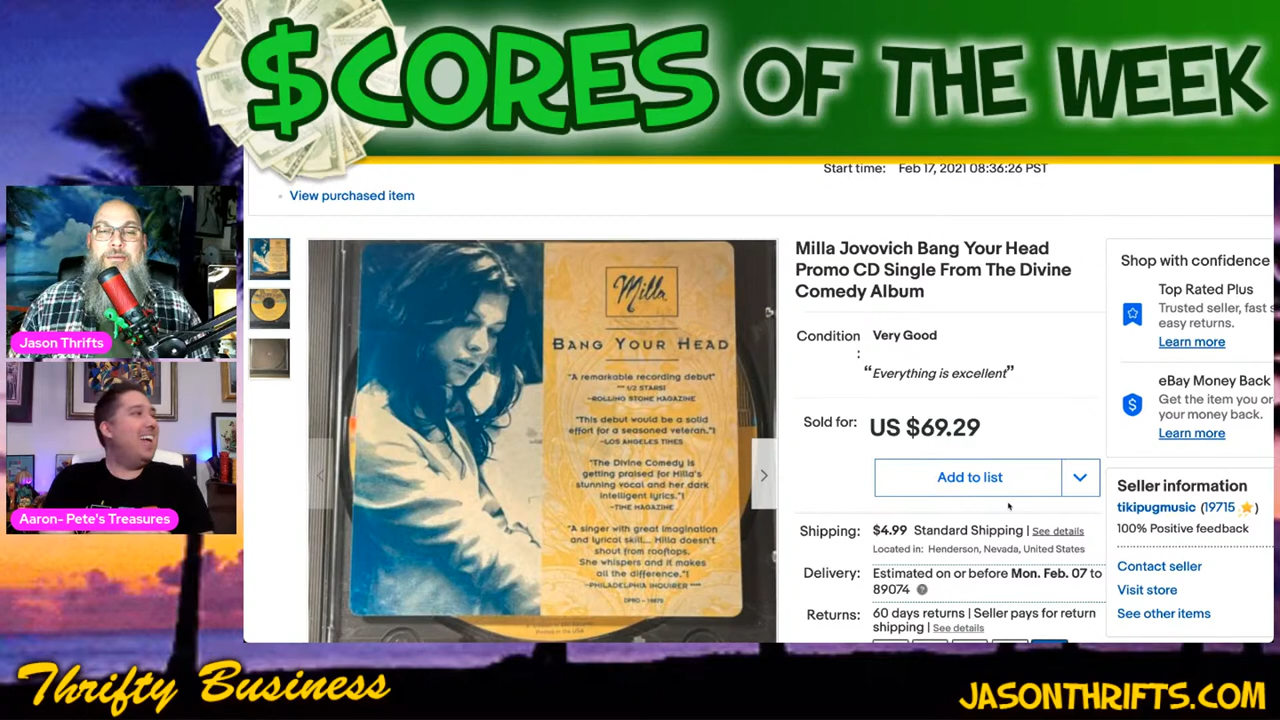 $CORES OF THE WEEK
Start time: Feb 17, 2021 08:36:26 PST
View purchased item
Milla
BANG YOUR HEAD
"A remarkable recording debut"
*** 1/2 STARS!
-ROLLING STONE MAGAZINE
"This debut would be a solid
effort for a seasoned veteran."!
-LOS ANGELES TIMES
"The Divine Comedy is
getting praised for Milla's
stunning vocal and her dark
intelligent lyrics."!
-TIME MAGAZINE
"A singer with great imagination
and lyrical skill... Milla doesn't
shout from rooftops.
She whispers and it makes
all the difference."!
-PHILADELPHIA INQUIRER ****
Milla Jovovich Bang Your Head
Promo CD Single From The Divine
Comedy Album
Condition
:
Very Good
“Everything is excellent”
Sold for: US $69.29
Add to list
Shipping: $4.99 Standard Shipping | See details
Located in: Henderson, Nevada, United States
Delivery: Estimated on or before Mon. Feb. 07 to
89074
Returns: 60 days returns | Seller pays for return
shipping | See details
Shop with confidence
Top Rated Plus
Trusted seller, fast s
easy returns.
Learn more
eBay Money Back
Get the item you or
your money back.
Learn more
Seller information
tikipugmusic (19715 )
100% Positive feedback
Contact seller
Visit store
See other items
Jason Thrifts
Aaron- Pete's Treasures
Thrifty Business
JASONTHRIFTS.COM